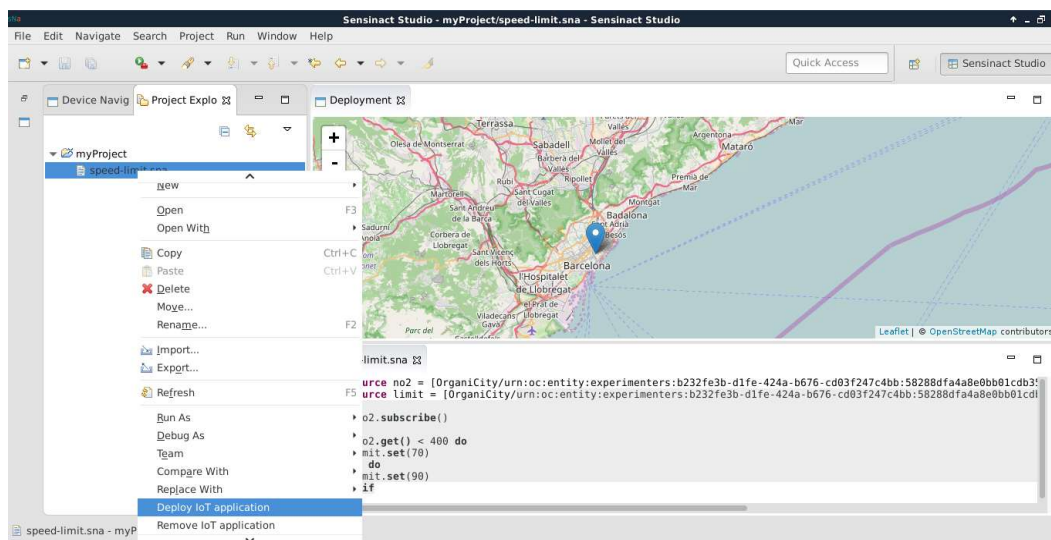 Sensinact Studio - myProject/speed-limit.sna - Sensinact Studio
File Edit Navigate Search Project Run Window Help
Quick Access
Sensinact Studio
Device Navig
Project Explo
Deployment
myProject
speed-limit.sna
New
Open F3
Open With
Copy Ctrl+C
Paste Ctrl+V
Delete
Move...
Rename... F2
Import...
Export...
Refresh F5
Run As
Debug As
Team
Compare With
Replace With
Deploy IoT application
Remove IoT application
+
-
Terrassa
Olesa de Montserrat
Sabadell
Mollet del
Vallès
Barberà del
Vallès
Argentona
Mar
Mataró
Rubí
Ripollet
Premià de
Mar
Martorell
Sant Cugat
del Vallès
Montgat
Sant Andreu
de la Barca
Badalona
Sant Adrià
Besòs
Sadurní
Corbera de
Llobregat
Sant Vicenç
dels Horts
Barcelona
l'Hospitalet
de Llobregat
el Prat de
Llobregat
Viladecans
Gavà
Parc del
Leaflet | © OpenStreetMap contributors
limit.sna
urce no2 = [OrganiCity/urn:oc:entity:experimenters:b232fe3b-d1fe-424a-b676-cd03f247c4bb:58288dfa4a8e0bb01cdb35
urce limit = [OrganiCity/urn:oc:entity:experimenters:b232fe3b-d1fe-424a-b676-cd03f247c4bb:58288dfa4a8e0bb01cdb
o2.subscribe()
o2.get() < 400 do
mit.set(70)
do
mit.set(90)
if
speed-limit.sna - myP